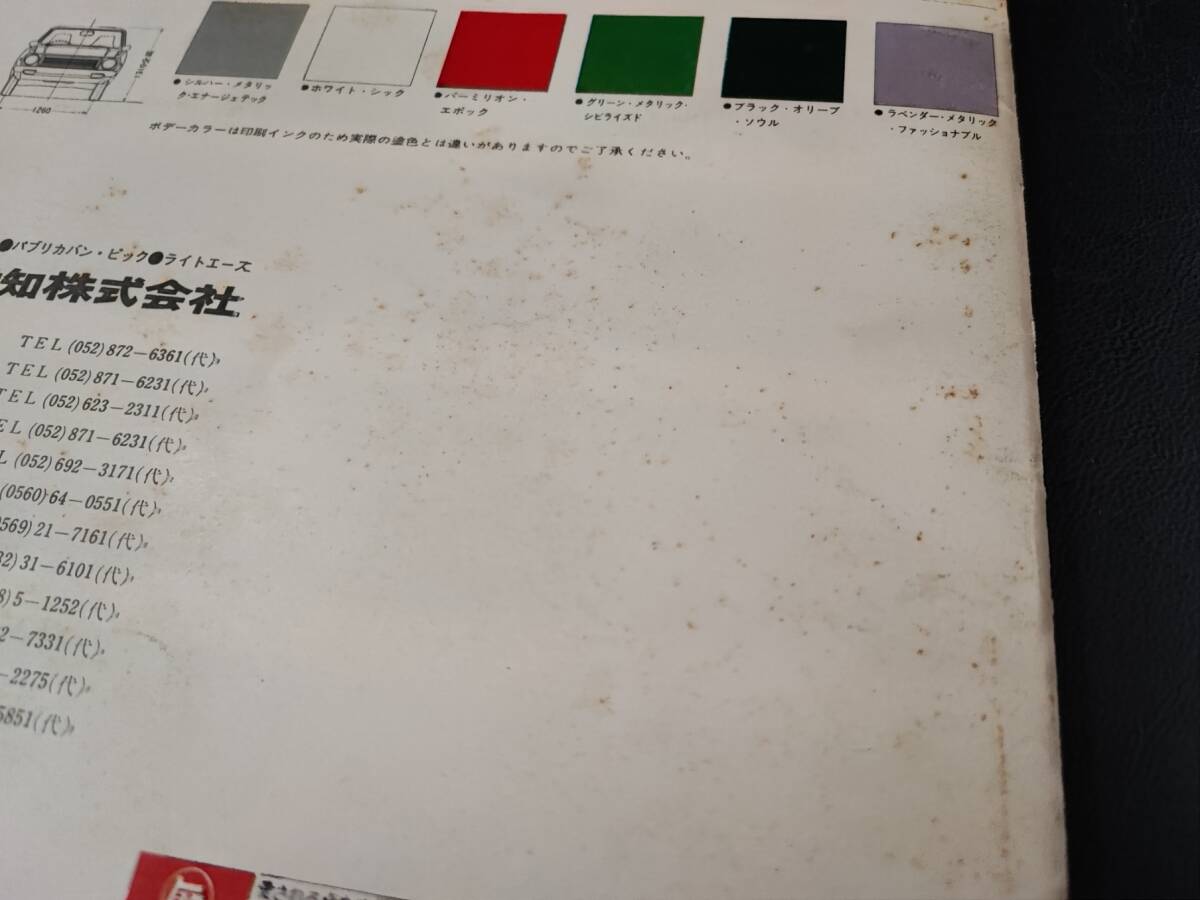 1260
●シルバー・メタリッ
ク・エナージェテック
●ホワイト・シック
●バーミリオン・
エポック
●グリーン・メタリック・
シビライズド
●ブラック・オリーブ
・ソウル
●ラベンダー・メタリック
・ファッショナブル
ボデーカラーは印刷インクのため実際の塗色とは違いがありますのでご了承ください。
●パブリカバン・ピック●ライトエース
知株式会社
TEL(052)872-6361(代)
TEL(052)871-6231(代)
TEL(052)623-2311(代)
EL(052)871-6231(代)
L(052)692-3171(代)
(0560)64-0551(代)
569)21-7161(代)
32)31-6101(代)
8)5-1252(代)
2-7331(代)
-2275(代)
5851(代)